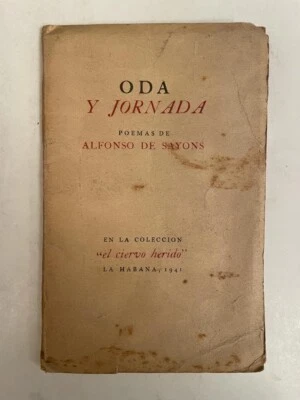 ODA
Y JORNADA
POEMAS DE
ALFONSO DE SAYONS
EN LA COLECCION
"el ciervo herido"
LA HABANA, 1941